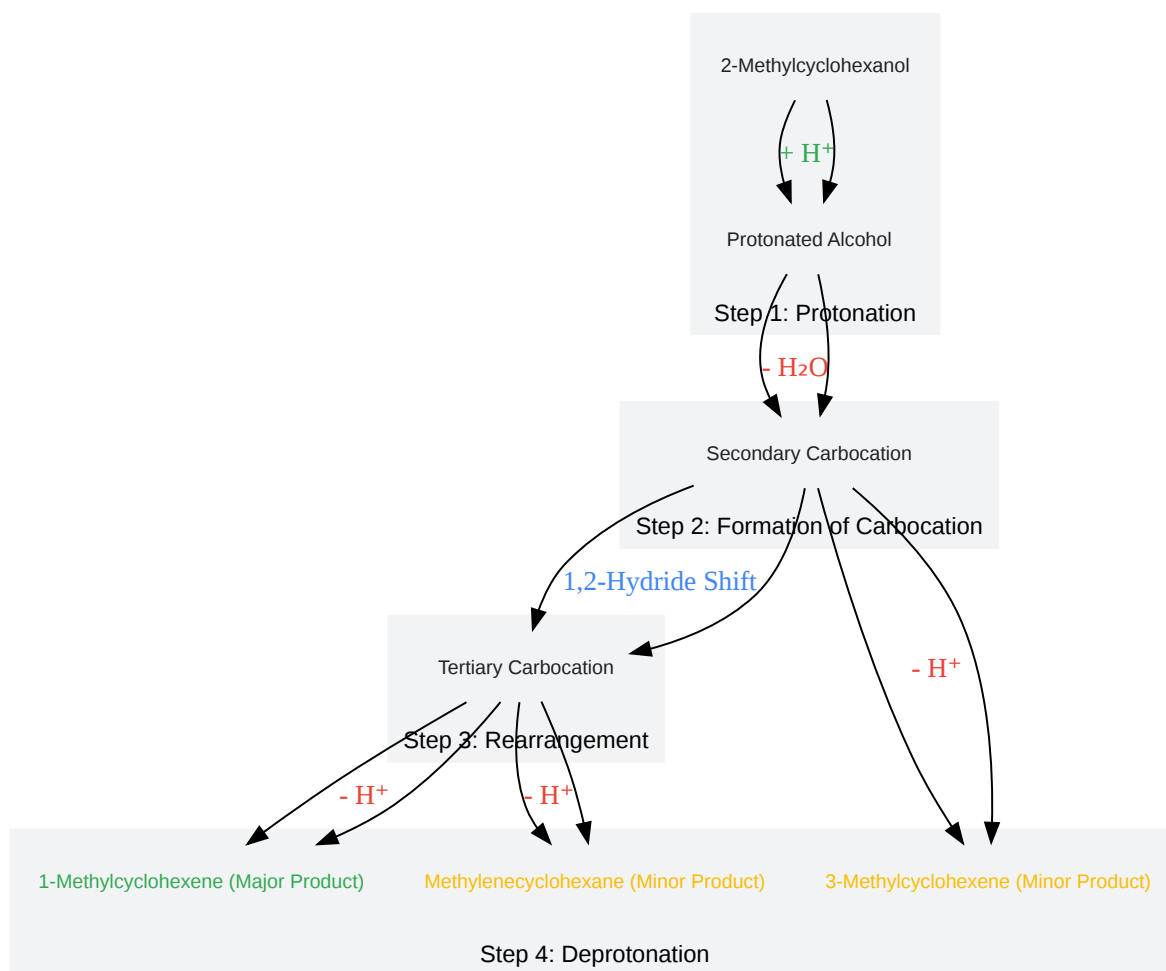 2-Methylcyclohexanol
+ H⁺
Protonated Alcohol
Step 1: Protonation
- H₂O
Secondary Carbocation
Step 2: Formation of Carbocation
1,2-Hydride Shift
Tertiary Carbocation
- H⁺
Step 3: Rearrangement
- H⁺
- H⁺
1-Methylcyclohexene (Major Product)
Methylenecyclohexane (Minor Product)
3-Methylcyclohexene (Minor Product)
Step 4: Deprotonation